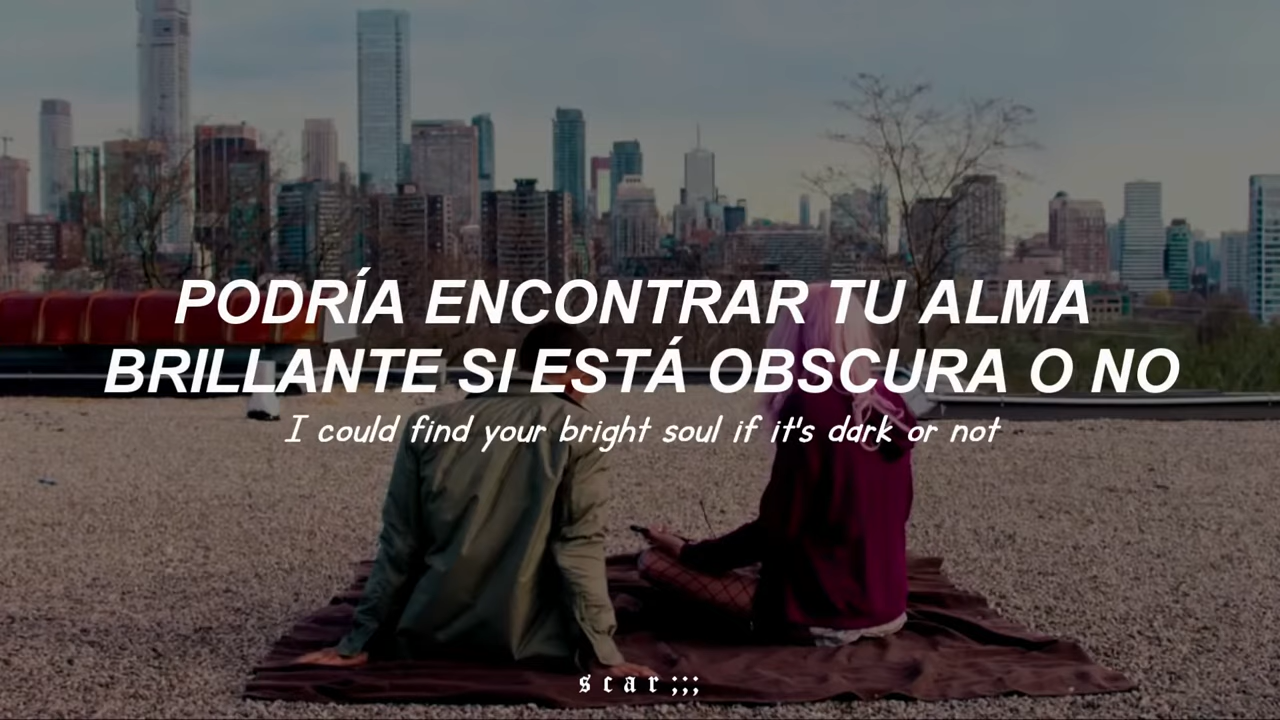 PODRÍA ENCONTRAR TU ALMA
BRILLANTE SI ESTÁ OBSCURA O NO
I could find your bright soul if it's dark or not
scar;;;